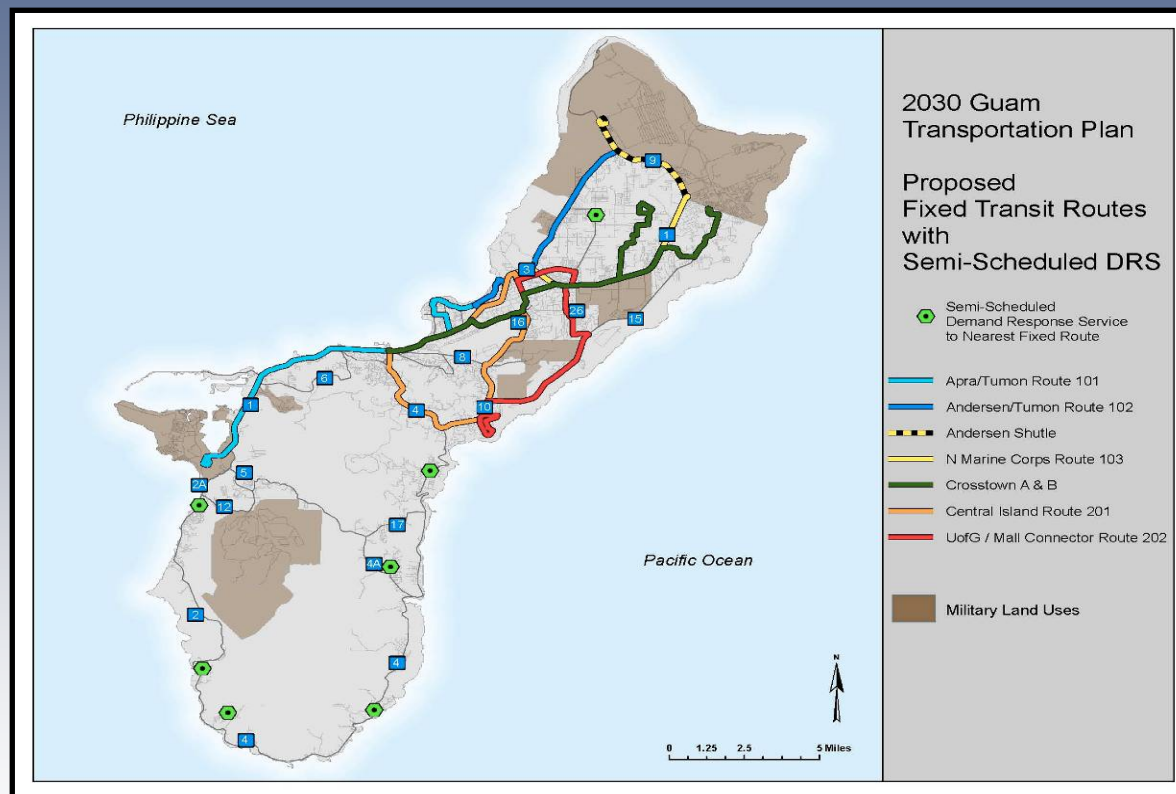 Philippine Sea
9
1
3
26
16
15
8
6
1
4
10
5
2A
12
17
4A
Pacific Ocean
2
4
4
N
0 1.25 2.5 5 Miles
2030 Guam
Transportation Plan
Proposed
Fixed Transit Routes
with
Semi-Scheduled DRS
Semi-Scheduled
Demand Response Service
to Nearest Fixed Route
Apra/Tumon Route 101
Andersen/Tumon Route 102
Andersen Shutle
N Marine Corps Route 103
Crosstown A & B
Central Island Route 201
UofG / Mall Connector Route 202
Military Land Uses